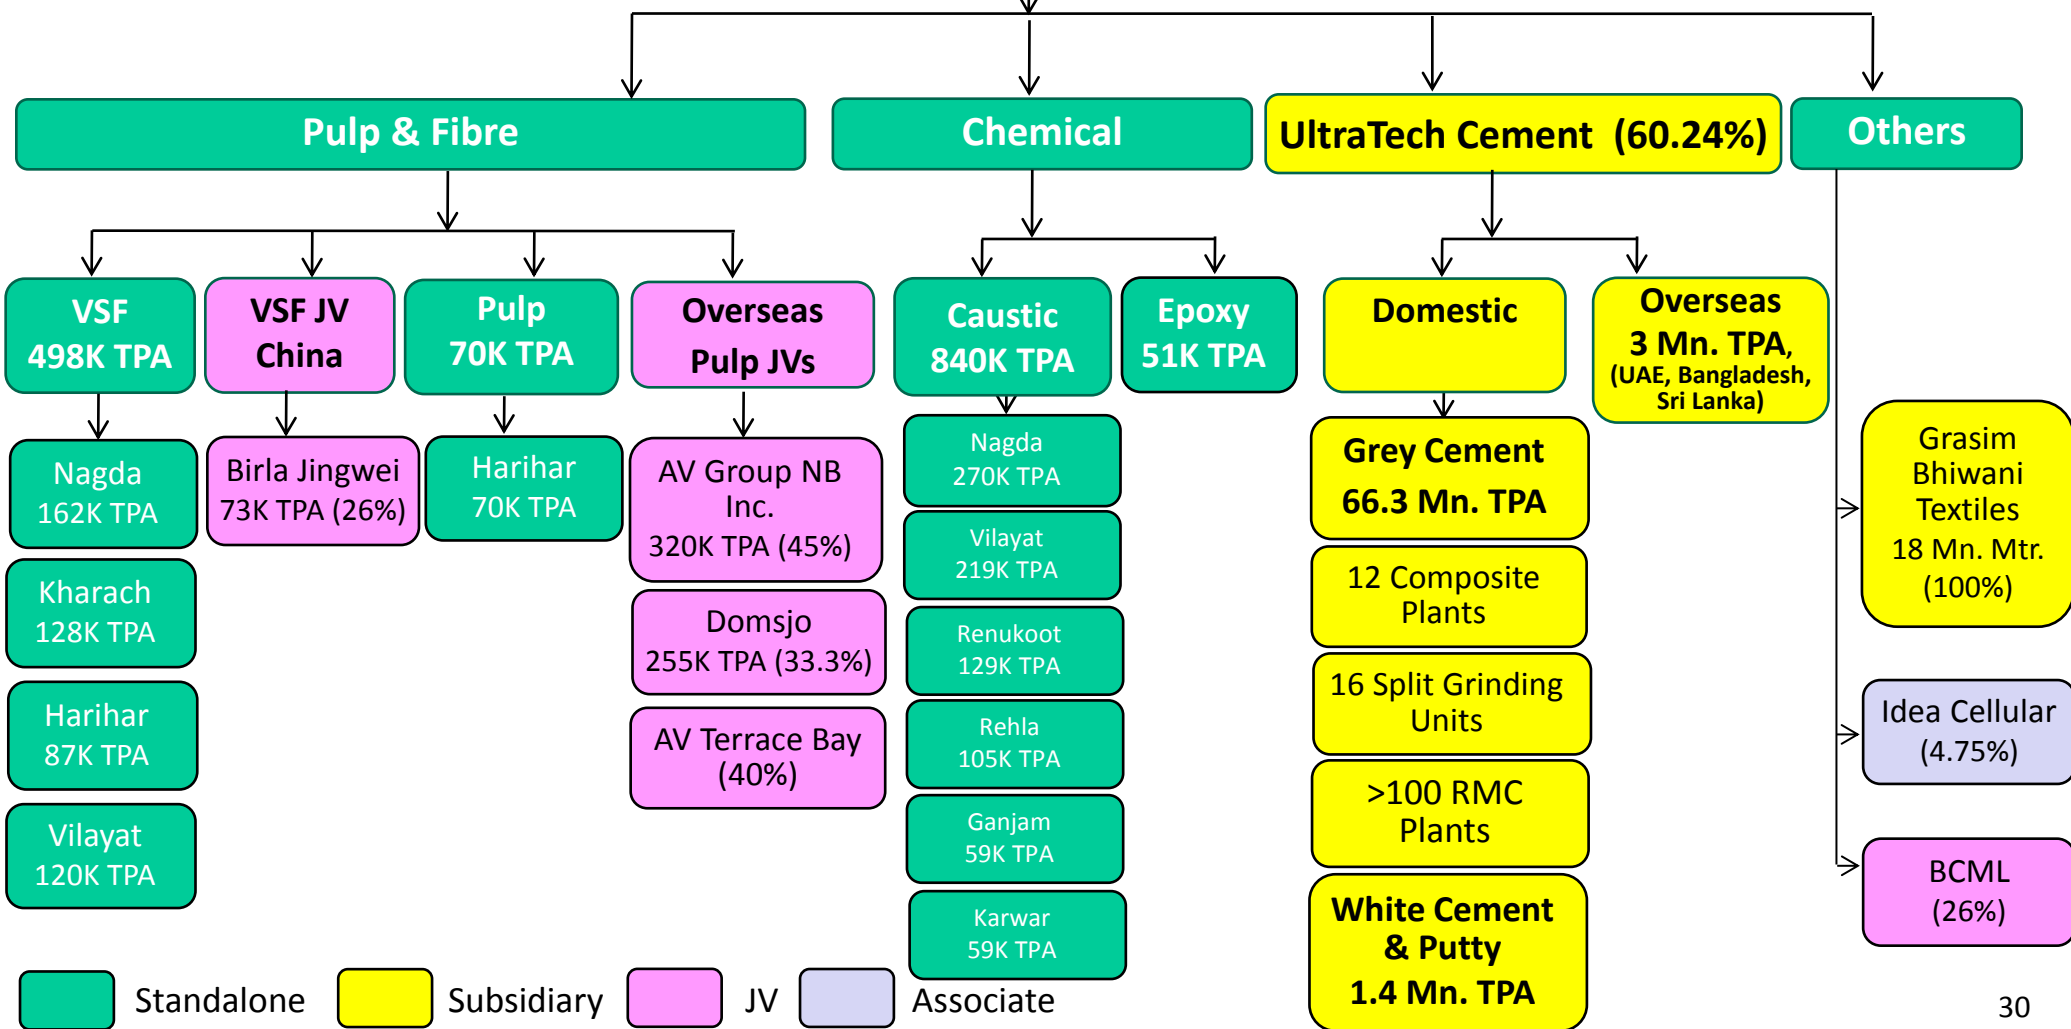 Pulp & Fibre
Chemical
UltraTech Cement (60.24%)
Others
VSF
498K TPA
VSF JV
China
Pulp
70K TPA
Overseas
Pulp JVs
Caustic
840K TPA
Epoxy
51K TPA
Domestic
Overseas
3 Mn. TPA,
(UAE, Bangladesh,
Sri Lanka)
Nagda
162K TPA
Kharach
128K TPA
Harihar
87K TPA
Vilayat
120K TPA
Birla Jingwei
73K TPA (26%)
Harihar
70K TPA
AV Group NB
Inc.
320K TPA (45%)
Domsjo
255K TPA (33.3%)
AV Terrace Bay
(40%)
Nagda
270K TPA
Vilayat
219K TPA
Renukoot
129K TPA
Rehla
105K TPA
Ganjam
59K TPA
Karwar
59K TPA
Grey Cement
66.3 Mn. TPA
12 Composite
Plants
16 Split Grinding
Units
>100 RMC
Plants
White Cement
& Putty
1.4 Mn. TPA
Grasim
Bhiwani
Textiles
18 Mn. Mtr.
(100%)
Idea Cellular
(4.75%)
BCML
(26%)
Standalone
Subsidiary
JV
Associate
30